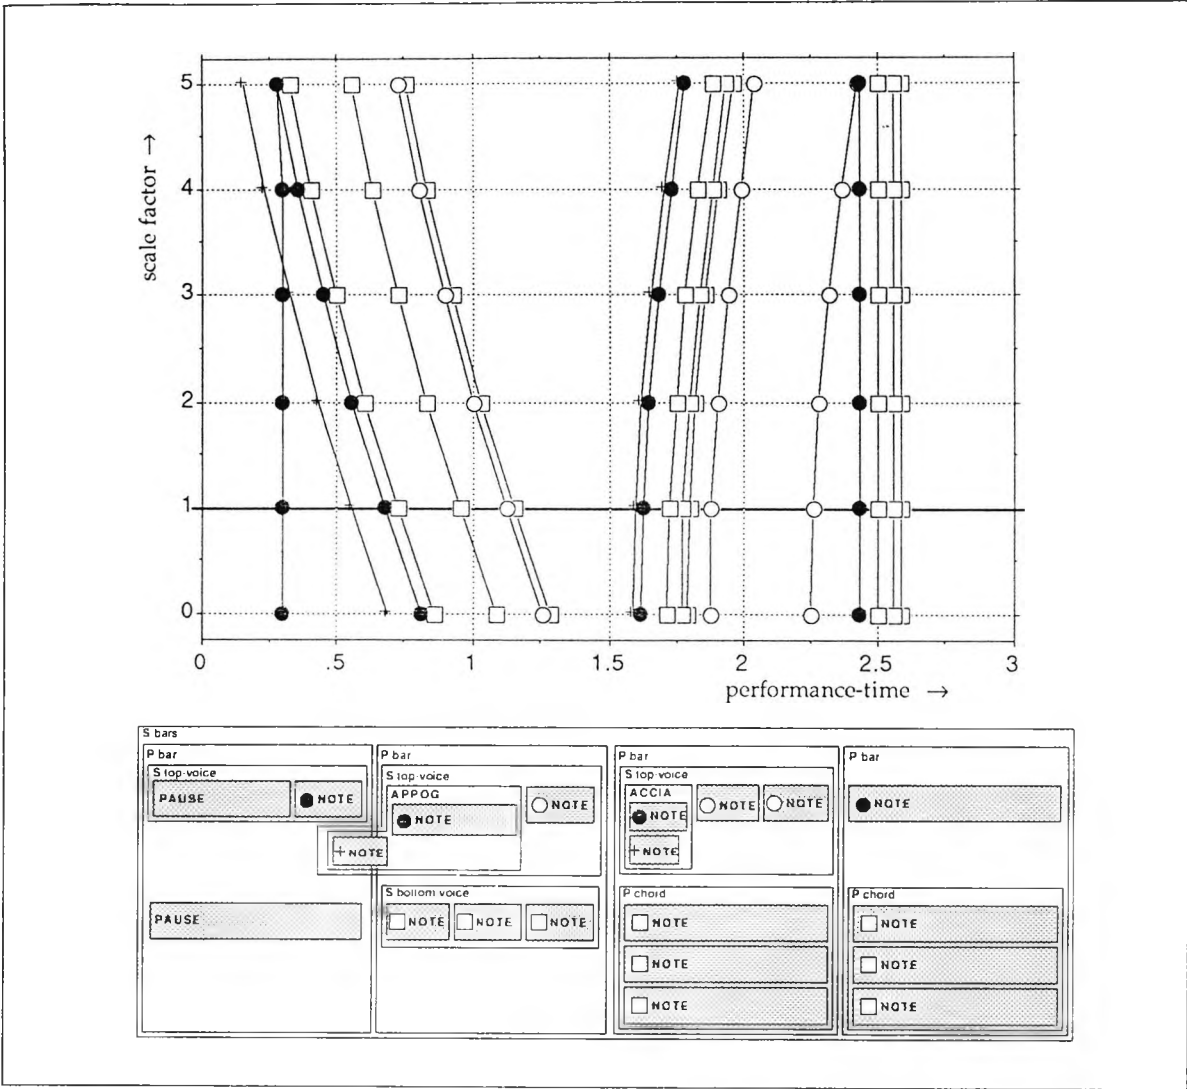 5
4
3
2
1
0
scale factor →
0 .5 1 1.5 2 2.5 3
performance-time →
S bars
P bar
S top-voice
PAUSE
NOTE
PAUSE
P bar
S top-voice
APPOG
NOTE
NOTE
NOTE
S bottom voice
NOTE NOTE NOTE
P bar
S top-voice
ACCIA
NOTE
NOTE
NOTE
NOTE
P chord
NOTE
NOTE
NOTE
P bar
NOTE
P chord
NOTE
NOTE
NOTE